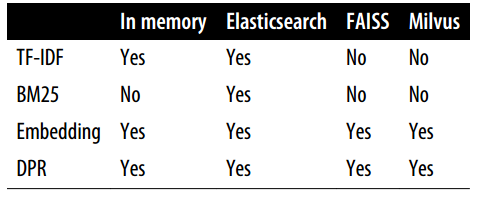 In memory Elasticsearch FAISS Milvus
TF-IDF Yes Yes No No
BM25 No Yes No No
Embedding Yes Yes Yes Yes
DPR Yes Yes Yes Yes